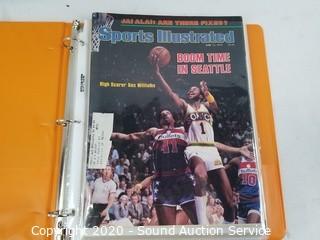 JAI ALAI: ARE THERE FIXES?
Sports Illustrated
BOOM TIME
IN SEATTLE
High Scorer Gus Williams
1
11
10
Copyright 2020 - Sound Auction Service